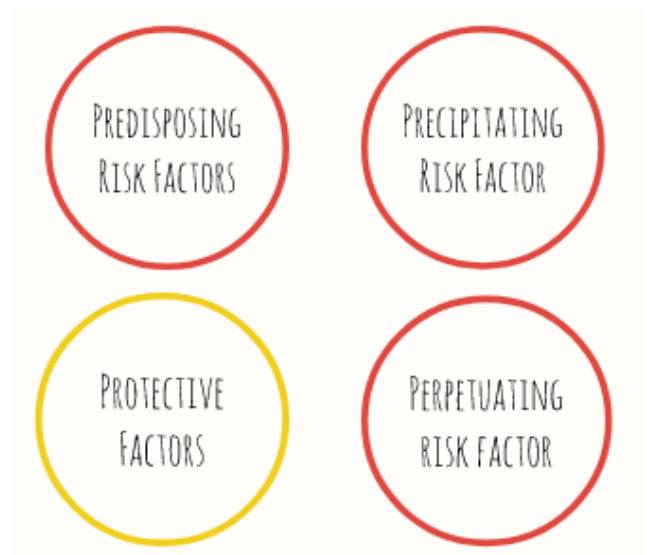 Predisposing
Risk Factors
Precipitating
Risk Factor
Protective
Factors
Perpetuating
risk factor